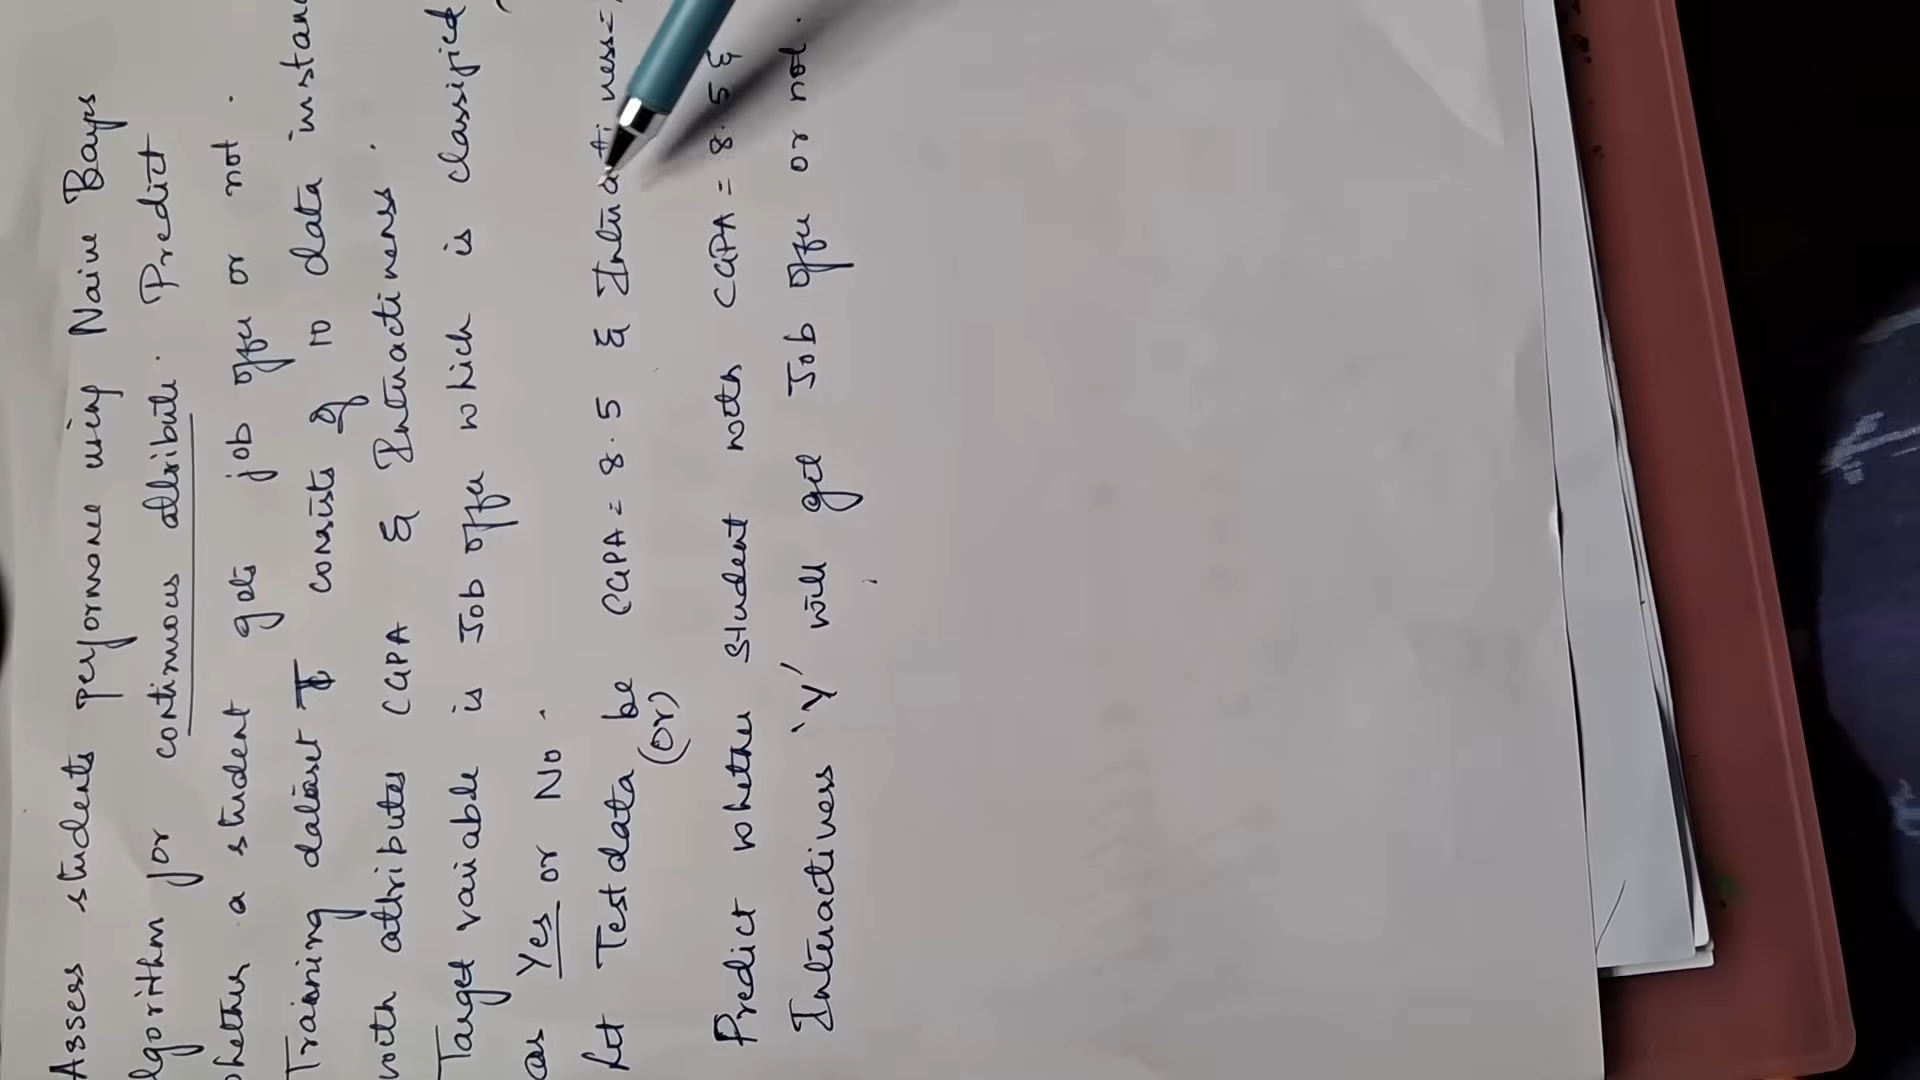 Assess students performance using Naive Bayes
lgorithm for continuous attribute. Predict
whether a student gets job offer or not.
Training dataset T consists of 10 data instanc
with attributes CGPA & Interactiveness.
Target variable is Job offer which is classified
as Yes or No.
Let Test data be CGPA = 8.5 & Interactiveness=
(or)
Predict whether student with CGPA = 8.5 &
Interactiveness 'Y' will get Job offer or not.